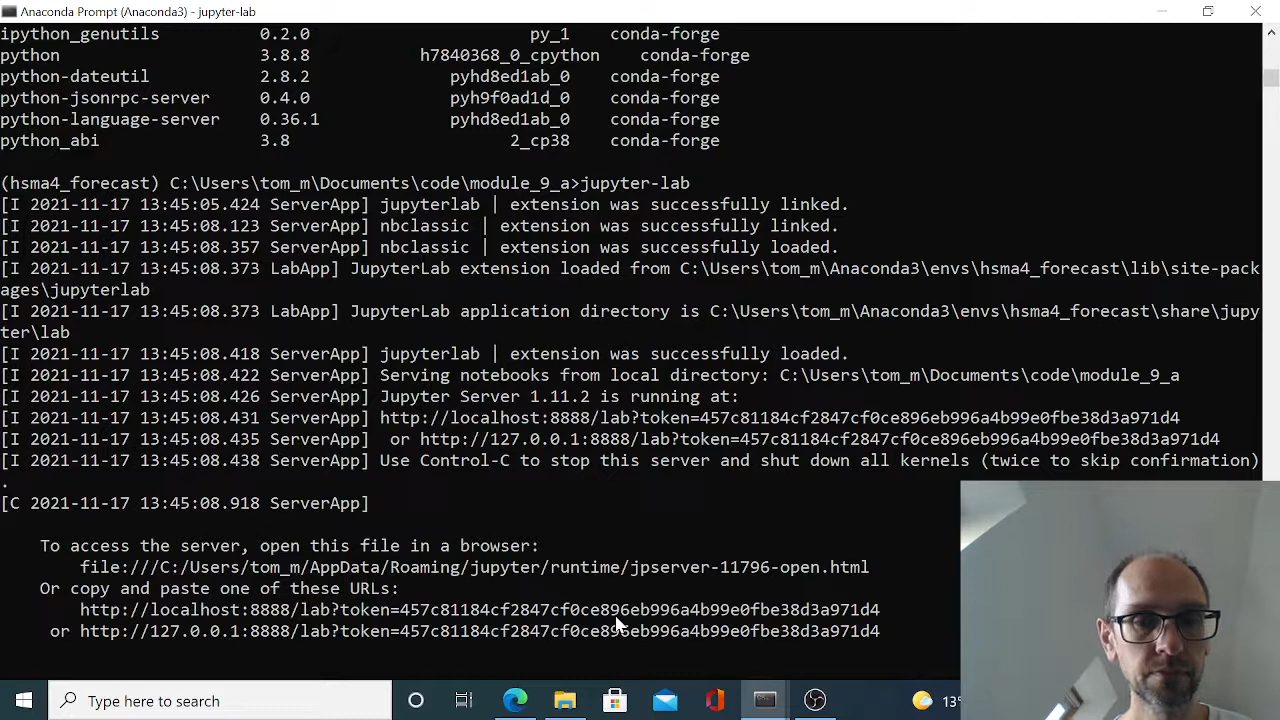 Anaconda Prompt (Anaconda3) - jupyter-lab
ipython_genutils 0.2.0 py_1 conda-forge
python 3.8.8 h7840368_0_cpython conda-forge
python-dateutil 2.8.2 pyhd8ed1ab_0 conda-forge
python-jsonrpc-server 0.4.0 pyh9f0ad1d_0 conda-forge
python-language-server 0.36.1 pyhd8ed1ab_0 conda-forge
python_abi 3.8 2_cp38 conda-forge
(hsma4_forecast) C:\Users\tom_m\Documents\code\module_9_a>jupyter-lab
[I 2021-11-17 13:45:05.424 ServerApp] jupyterlab | extension was successfully linked.
[I 2021-11-17 13:45:08.123 ServerApp] nbclassic | extension was successfully linked.
[I 2021-11-17 13:45:08.357 ServerApp] nbclassic | extension was successfully loaded.
[I 2021-11-17 13:45:08.373 LabApp] JupyterLab extension loaded from C:\Users\tom_m\Anaconda3\envs\hsma4_forecast\lib\site-pack
ages\jupyterlab
[I 2021-11-17 13:45:08.373 LabApp] JupyterLab application directory is C:\Users\tom_m\Anaconda3\envs\hsma4_forecast\share\jupy
ter\lab
[I 2021-11-17 13:45:08.418 ServerApp] jupyterlab | extension was successfully loaded.
[I 2021-11-17 13:45:08.422 ServerApp] Serving notebooks from local directory: C:\Users\tom_m\Documents\code\module_9_a
[I 2021-11-17 13:45:08.426 ServerApp] Jupyter Server 1.11.2 is running at:
[I 2021-11-17 13:45:08.431 ServerApp] http://localhost:8888/lab?token=457c81184cf2847cf0ce896eb996a4b99e0fbe38d3a971d4
[I 2021-11-17 13:45:08.435 ServerApp]  or http://127.0.0.1:8888/lab?token=457c81184cf2847cf0ce896eb996a4b99e0fbe38d3a971d4
[I 2021-11-17 13:45:08.438 ServerApp] Use Control-C to stop this server and shut down all kernels (twice to skip confirmation)
.
[C 2021-11-17 13:45:08.918 ServerApp]
To access the server, open this file in a browser:
file:///C:/Users/tom_m/AppData/Roaming/jupyter/runtime/jpserver-11796-open.html
Or copy and paste one of these URLs:
http://localhost:8888/lab?token=457c81184cf2847cf0ce896eb996a4b99e0fbe38d3a971d4
or http://127.0.0.1:8888/lab?token=457c81184cf2847cf0ce896eb996a4b99e0fbe38d3a971d4
Type here to search
13°